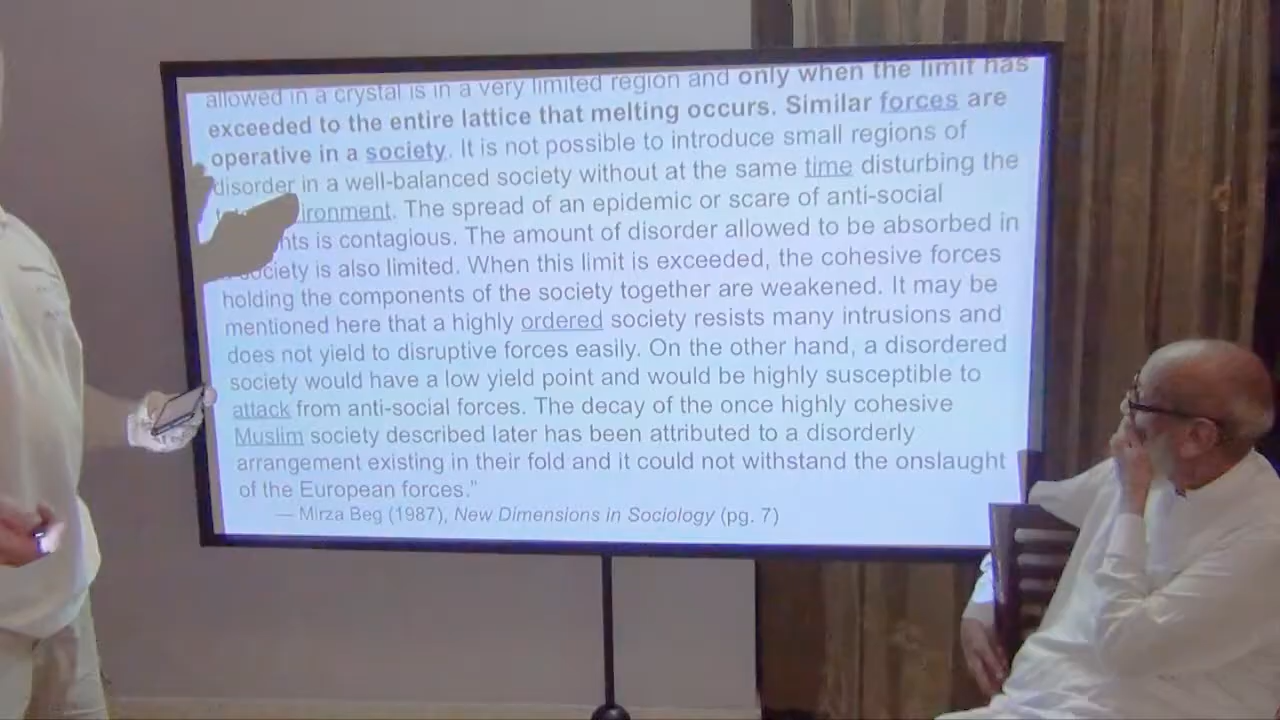 allowed in a crystal is in a very limited region and only when the limit has
exceeded to the entire lattice that melting occurs. Similar forces are
operative in a society. It is not possible to introduce small regions of
disorder in a well-balanced society without at the same time disturbing the
ironment. The spread of an epidemic or scare of anti-social
nts is contagious. The amount of disorder allowed to be absorbed in
society is also limited. When this limit is exceeded, the cohesive forces
holding the components of the society together are weakened. It may be
mentioned here that a highly ordered society resists many intrusions and
does not yield to disruptive forces easily. On the other hand, a disordered
society would have a low yield point and would be highly susceptible to
attack from anti-social forces. The decay of the once highly cohesive
Muslim society described later has been attributed to a disorderly
arrangement existing in their fold and it could not withstand the onslaught
of the European forces."
— Mirza Beg (1987), New Dimensions in Sociology (pg. 7)